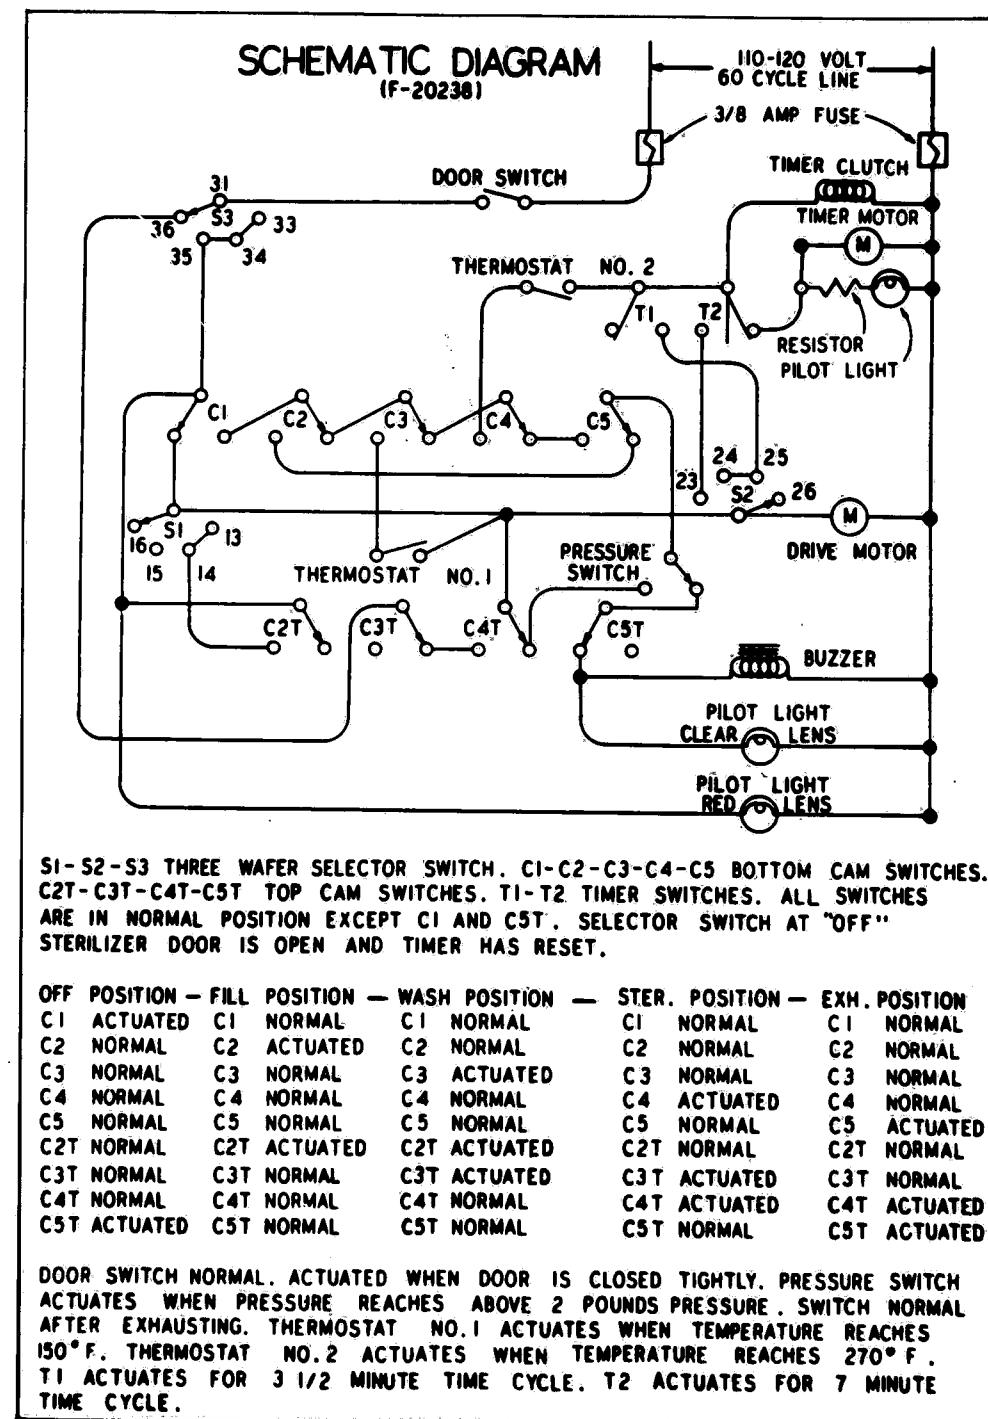 SCHEMATIC DIAGRAM
(F-20238)
110-120 VOLT
60 CYCLE LINE
3/8 AMP FUSE
DOOR SWITCH
TIMER CLUTCH
TIMER MOTOR
M
31
S3
36
33
35
34
THERMOSTAT NO. 2
T1
T2
RESISTOR
PILOT LIGHT
C1
C2
C3
C4
C5
24
25
23
S2
26
S1
16
13
15
14
M
DRIVE MOTOR
THERMOSTAT NO. 1
PRESSURE
SWITCH
C2T
C3T
C4T
C5T
BUZZER
PILOT LIGHT
CLEAR LENS
PILOT LIGHT
RED LENS
S1-S2-S3 THREE WAFER SELECTOR SWITCH. C1-C2-C3-C4-C5 BOTTOM CAM SWITCHES.
C2T-C3T-C4T-C5T TOP CAM SWITCHES. T1-T2 TIMER SWITCHES. ALL SWITCHES
ARE IN NORMAL POSITION EXCEPT C1 AND C5T. SELECTOR SWITCH AT "OFF"
STERILIZER DOOR IS OPEN AND TIMER HAS RESET.
OFF POSITION - FILL POSITION - WASH POSITION - STER. POSITION - EXH. POSITION
C1 ACTUATED C1 NORMAL C1 NORMAL C1 NORMAL C1 NORMAL
C2 NORMAL C2 ACTUATED C2 NORMAL C2 NORMAL C2 NORMAL
C3 NORMAL C3 NORMAL C3 ACTUATED C3 NORMAL C3 NORMAL
C4 NORMAL C4 NORMAL C4 NORMAL C4 ACTUATED C4 NORMAL
C5 NORMAL C5 NORMAL C5 NORMAL C5 NORMAL C5 ACTUATED
C2T NORMAL C2T ACTUATED C2T ACTUATED C2T NORMAL C2T NORMAL
C3T NORMAL C3T NORMAL C3T ACTUATED C3T ACTUATED C3T NORMAL
C4T NORMAL C4T NORMAL C4T NORMAL C4T ACTUATED C4T ACTUATED
C5T ACTUATED C5T NORMAL C5T NORMAL C5T NORMAL C5T ACTUATED
DOOR SWITCH NORMAL. ACTUATED WHEN DOOR IS CLOSED TIGHTLY. PRESSURE SWITCH
ACTUATES WHEN PRESSURE REACHES ABOVE 2 POUNDS PRESSURE. SWITCH NORMAL
AFTER EXHAUSTING. THERMOSTAT NO.1 ACTUATES WHEN TEMPERATURE REACHES
150° F. THERMOSTAT NO.2 ACTUATES WHEN TEMPERATURE REACHES 270° F.
T1 ACTUATES FOR 3 1/2 MINUTE TIME CYCLE. T2 ACTUATES FOR 7 MINUTE
TIME CYCLE.